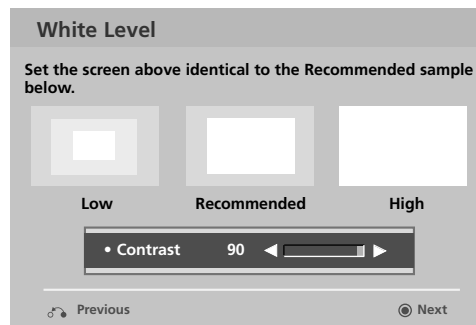 White Level
Set the screen above identical to the Recommended sample
below.
Low Recommended High
• Contrast 90
Previous Next